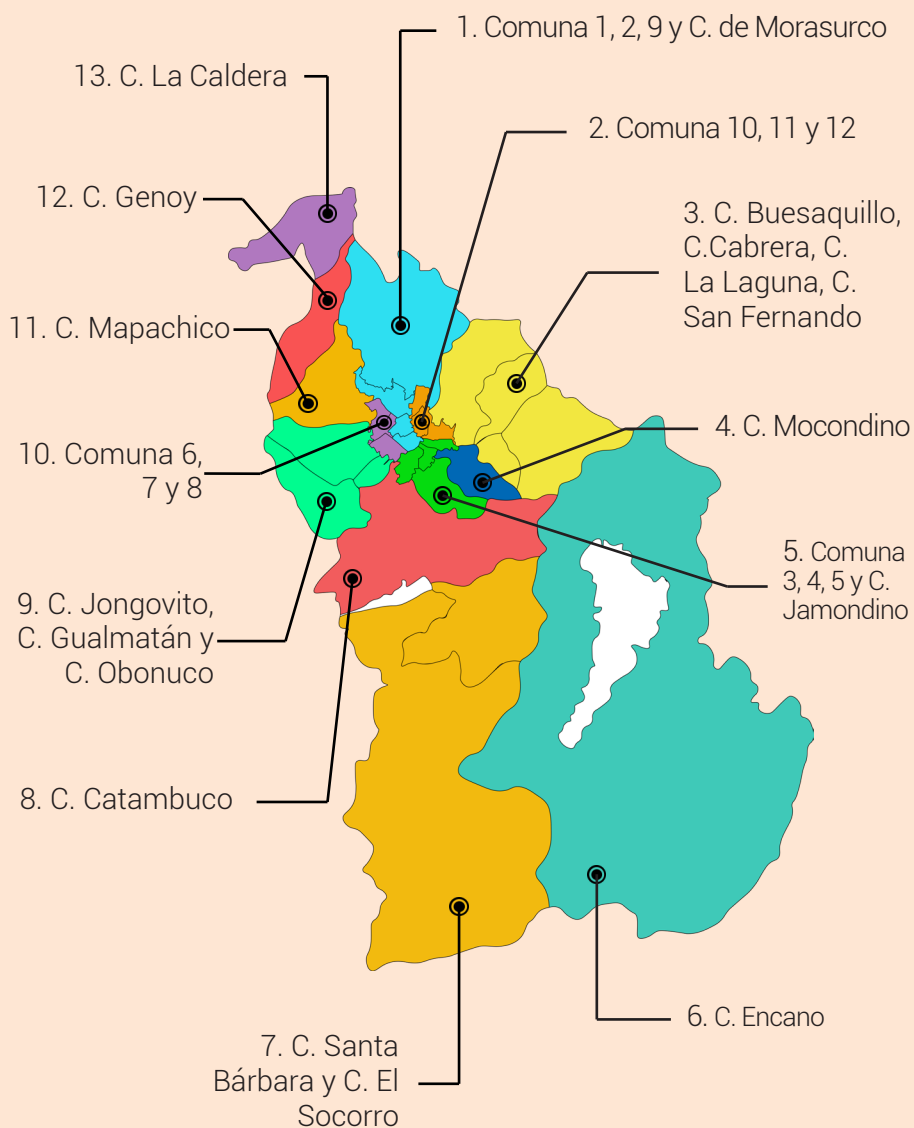 1. Comuna 1, 2, 9 y C. de Morasurco
13. C. La Caldera
2. Comuna 10, 11 y 12
12. C. Genoy
3. C. Buesaquillo,
C.Cabrera, C.
La Laguna, C.
San Fernando
11. C. Mapachico
4. C. Mocondino
10. Comuna 6,
7 y 8
5. Comuna
3, 4, 5 y C.
Jamondino
9. C. Jongovito,
C. Gualmatán y
C. Obonuco
8. C. Catambuco
6. C. Encano
7. C. Santa
Bárbara y C. El
Socorro